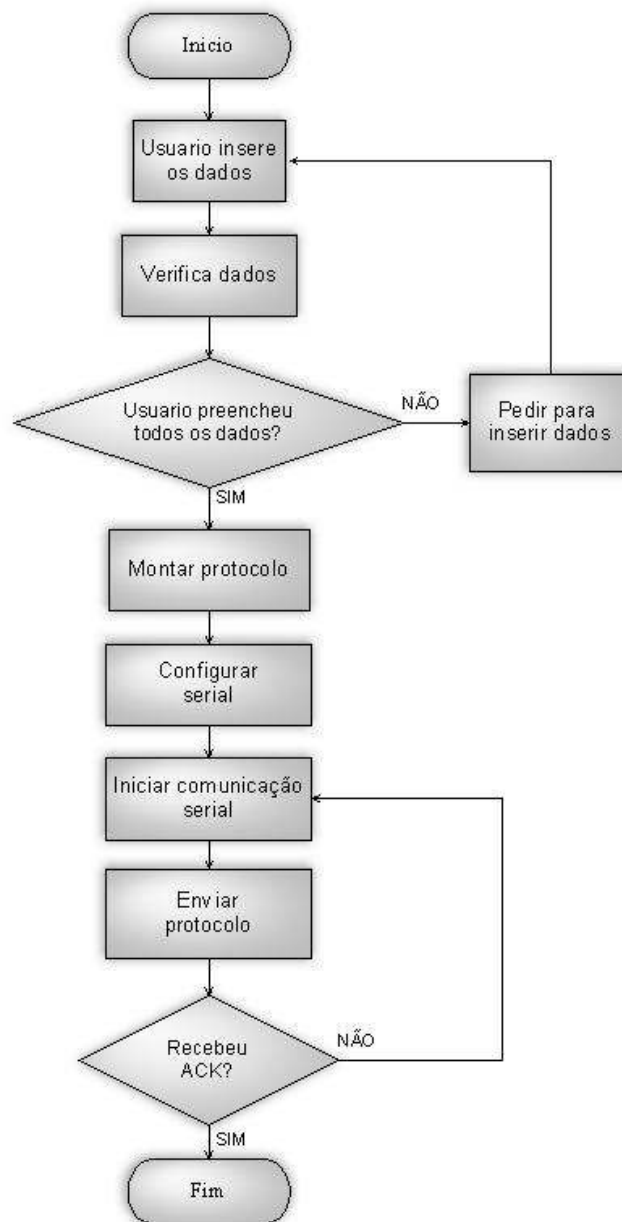 Inicio
Usuario insere
os dados
Verifica dados
Usuario preencheu
todos os dados?
NÃO
Pedir para
inserir dados
SIM
Montar protocolo
Configurar
serial
Iniciar comunicação
serial
Enviar
protocolo
Recebeu
ACK?
NÃO
SIM
Fim